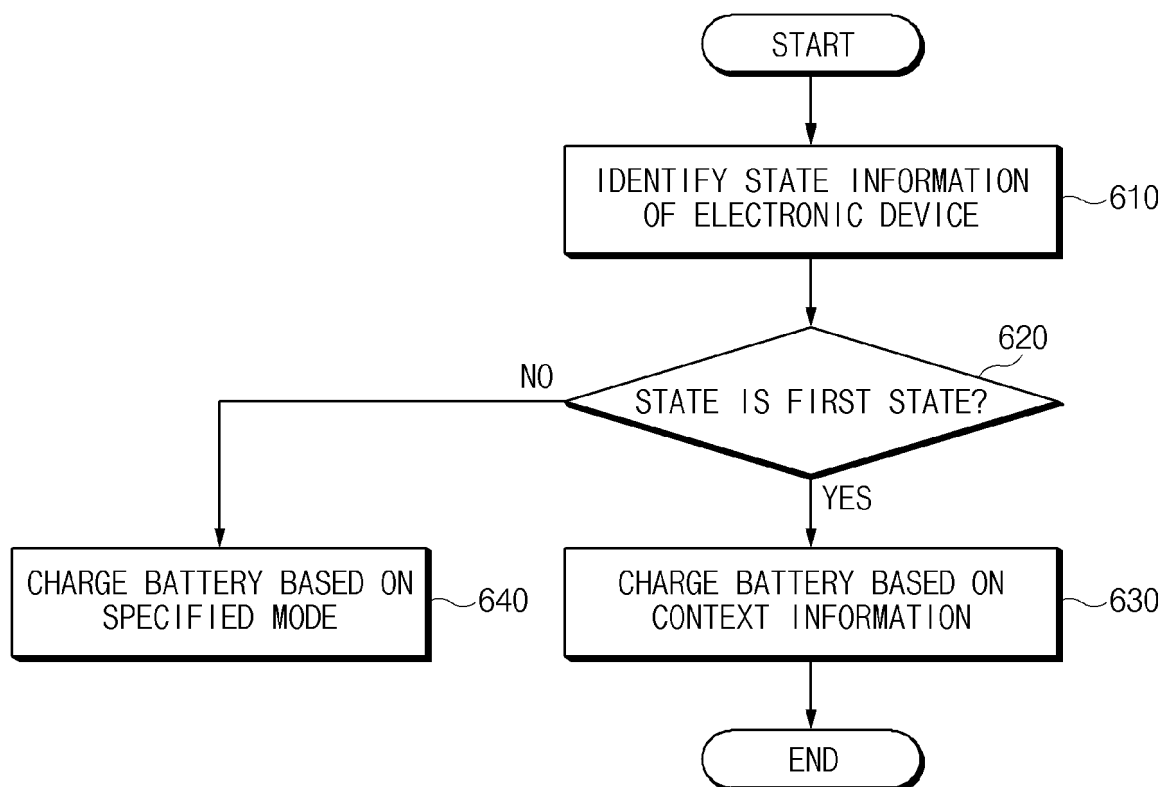 START
IDENTIFY STATE INFORMATION
OF ELECTRONIC DEVICE
610
620
STATE IS FIRST STATE?
NO
YES
CHARGE BATTERY BASED ON
SPECIFIED MODE
640
CHARGE BATTERY BASED ON
CONTEXT INFORMATION
630
END